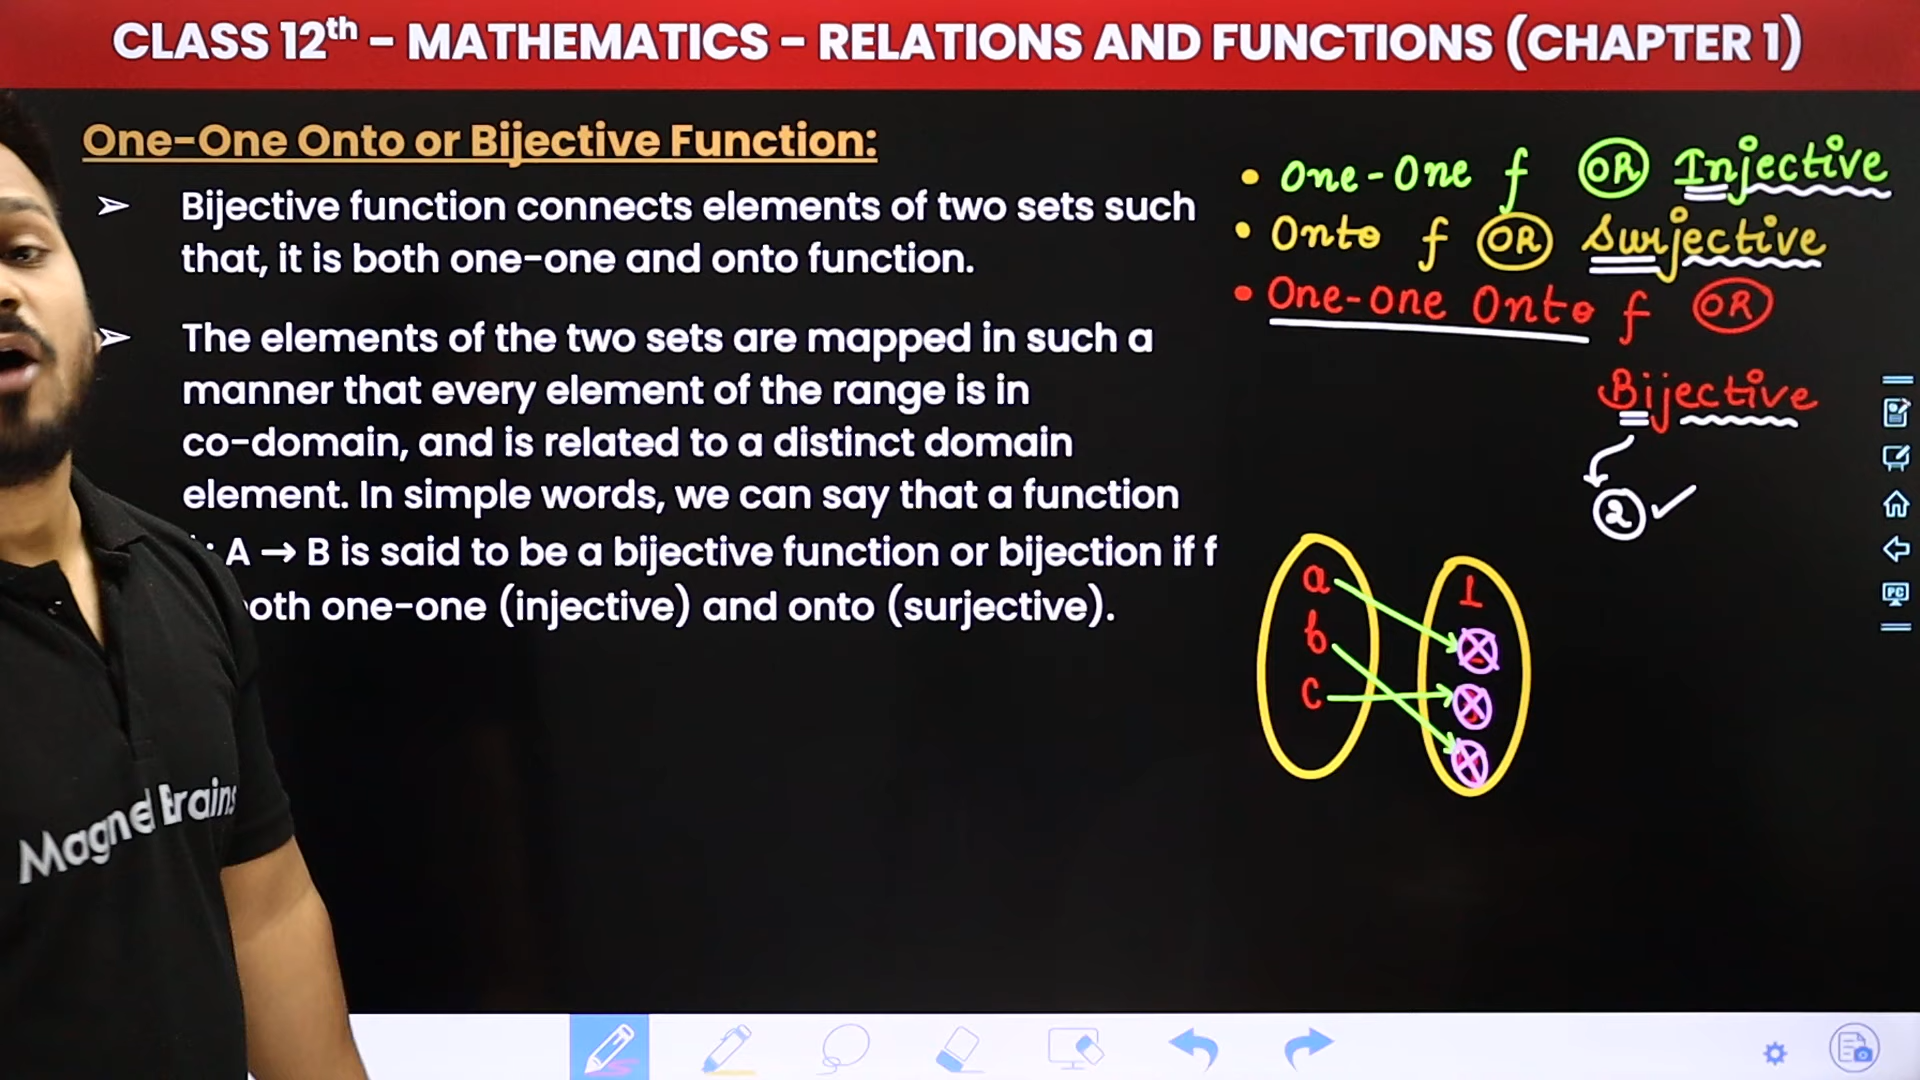 CLASS 12th – MATHEMATICS – RELATIONS AND FUNCTIONS (CHAPTER 1)
One-One Onto or Bijective Function:
➢ Bijective function connects elements of two sets such
that, it is both one-one and onto function.
➢ The elements of the two sets are mapped in such a
manner that every element of the range is in
co-domain, and is related to a distinct domain
element. In simple words, we can say that a function
: A → B is said to be a bijective function or bijection if f
both one-one (injective) and onto (surjective).
• One-One f OR Injective
• Onto f OR Surjective
• One-one Onto f OR
Bijective
2 ✓
a
b
c
1
Magnet Brains
PC